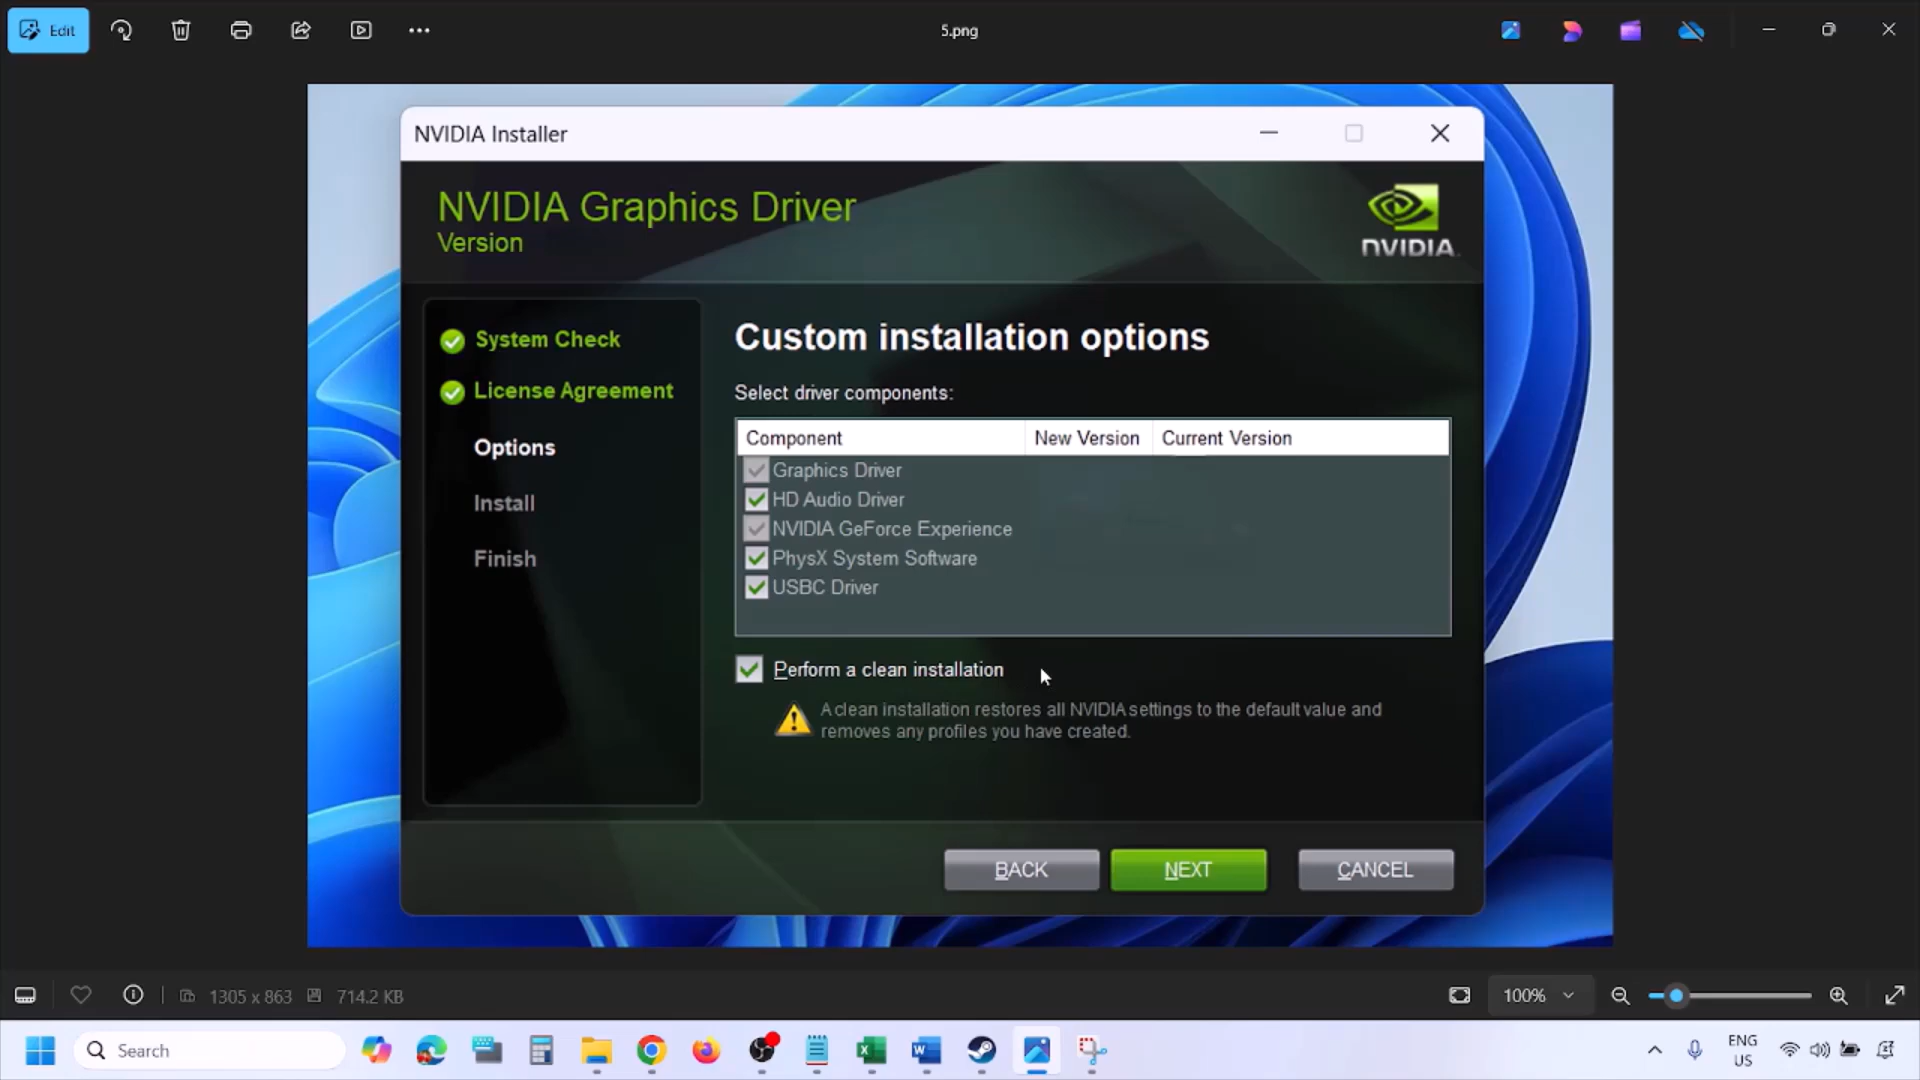 Edit
5.png
NVIDIA Installer
NVIDIA Graphics Driver
Version
NVIDIA
System Check
License Agreement
Options
Install
Finish
Custom installation options
Select driver components:
Component New Version Current Version
Graphics Driver
HD Audio Driver
NVIDIA GeForce Experience
PhysX System Software
USBC Driver
Perform a clean installation
A clean installation restores all NVIDIA settings to the default value and
removes any profiles you have created.
BACK NEXT CANCEL
1305 x 863 714.2 KB 100%
Search
ENG
US